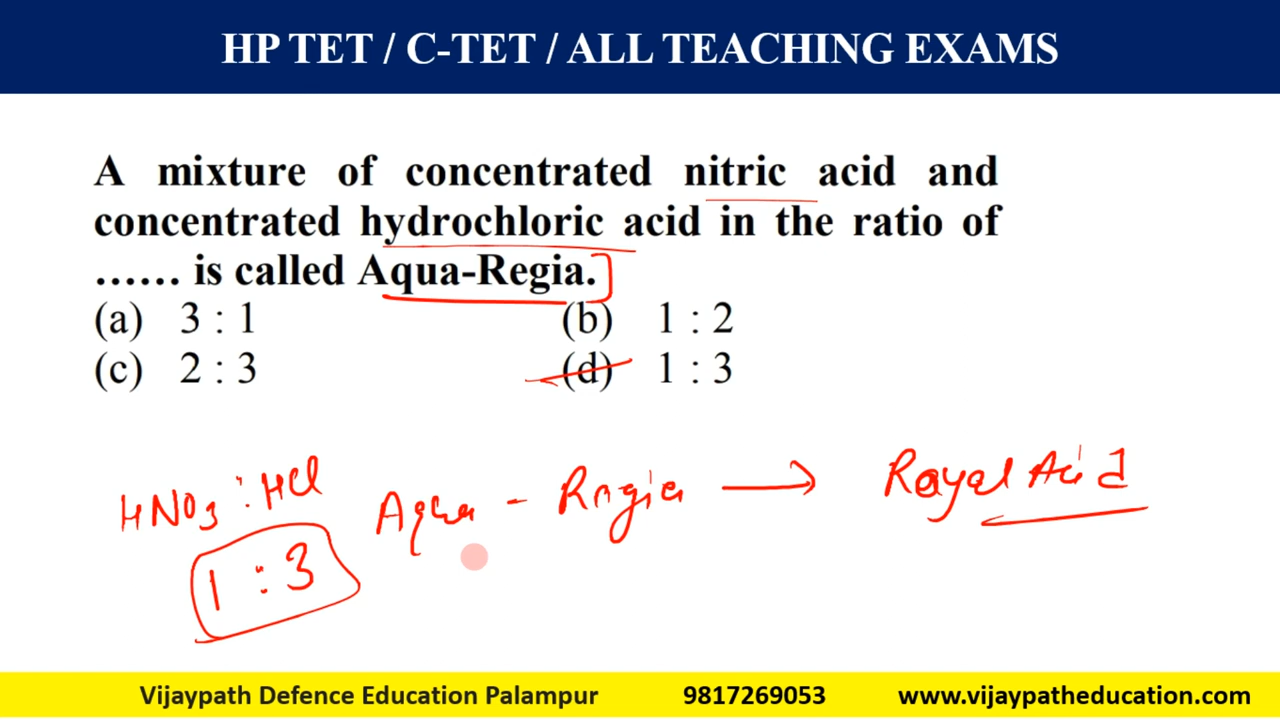 HP TET / C-TET / ALL TEACHING EXAMS
A mixture of concentrated nitric acid and
concentrated hydrochloric acid in the ratio of
...... is called Aqua-Regia.
(a) 3 : 1 (b) 1 : 2
(c) 2 : 3 (d) 1 : 3
HNO3 : HCl Aqua - Regia → Royal Acid
1 : 3
Vijaypath Defence Education Palampur 9817269053 www.vijaypatheducation.com